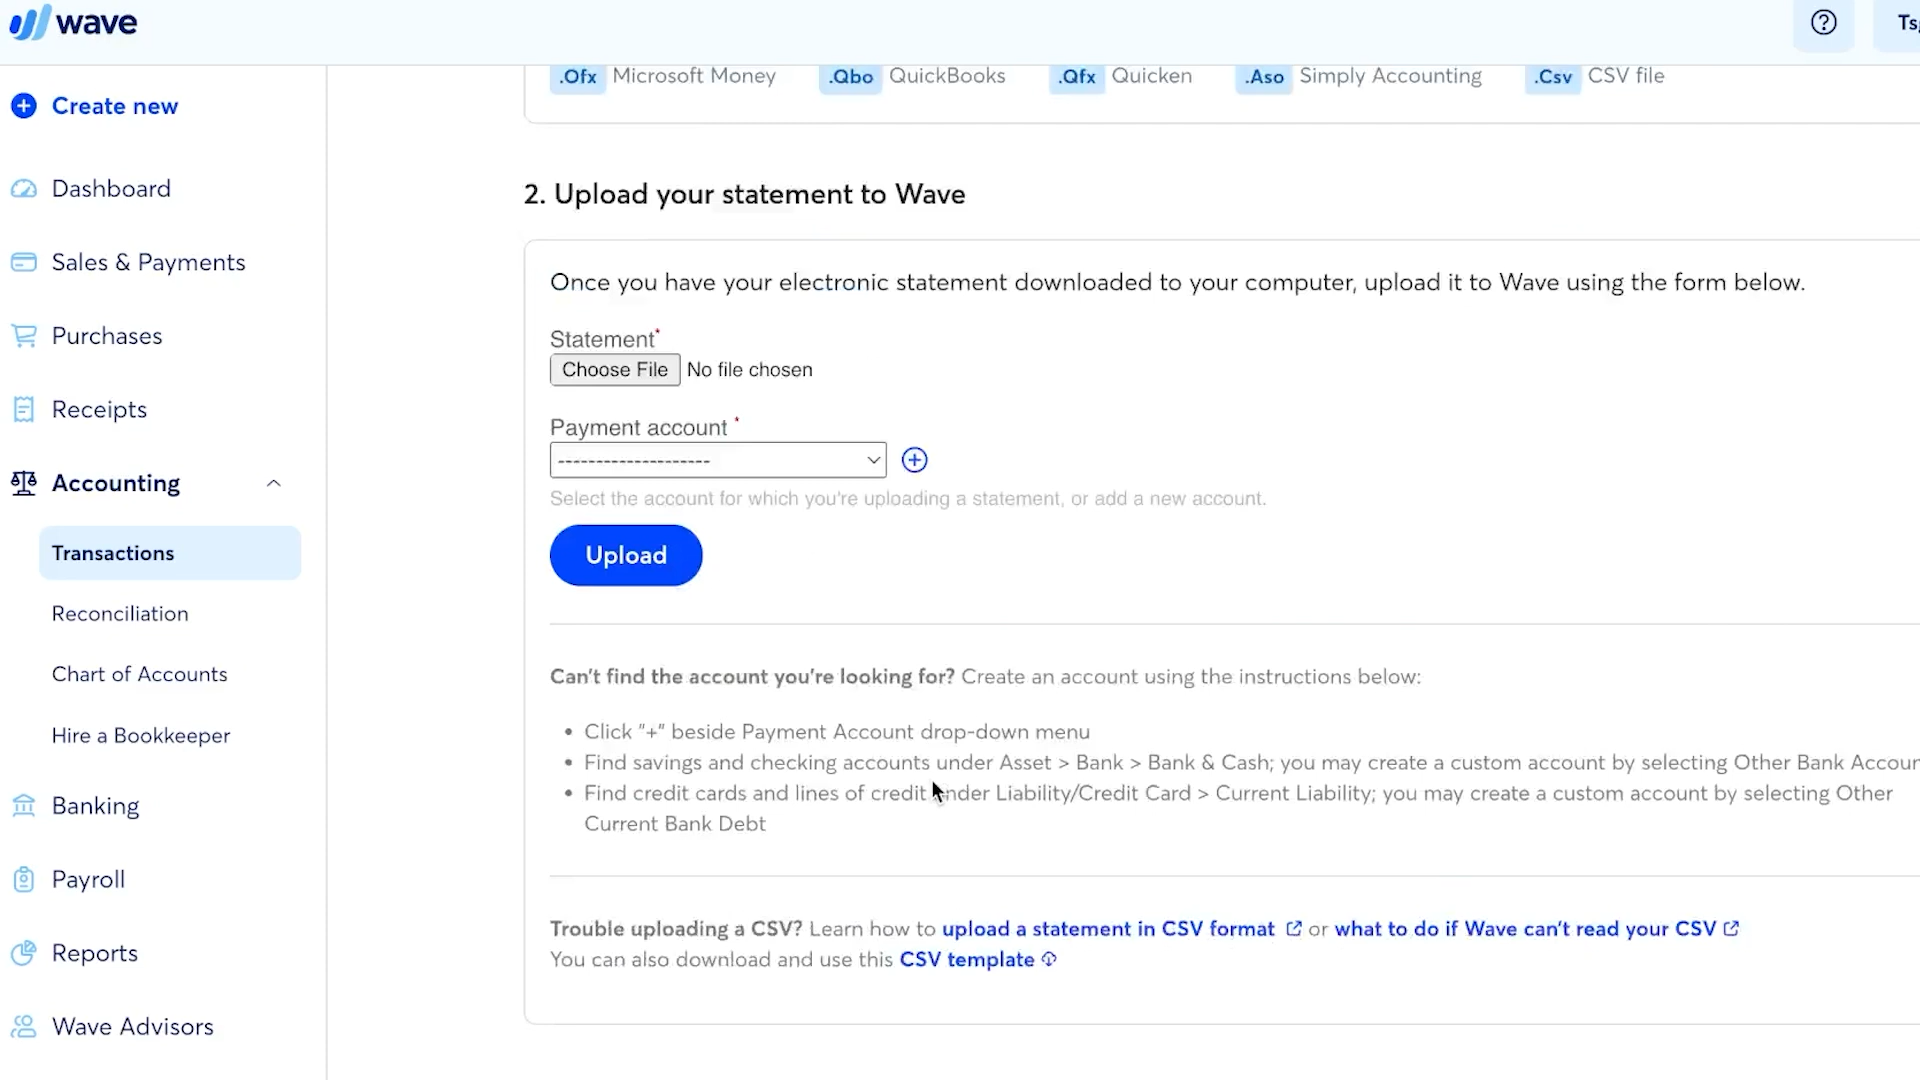 wave
Ts
Create new
Dashboard
Sales & Payments
Purchases
Receipts
Accounting
Transactions
Reconciliation
Chart of Accounts
Hire a Bookkeeper
Banking
Payroll
Reports
Wave Advisors
.Ofx Microsoft Money .Qbo QuickBooks .Qfx Quicken .Aso Simply Accounting .Csv CSV file
2. Upload your statement to Wave
Once you have your electronic statement downloaded to your computer, upload it to Wave using the form below.
Statement*
Choose File No file chosen
Payment account *
--------------------
Select the account for which you're uploading a statement, or add a new account.
Upload
Can't find the account you're looking for? Create an account using the instructions below:
• Click "+" beside Payment Account drop-down menu
• Find savings and checking accounts under Asset > Bank > Bank & Cash; you may create a custom account by selecting Other Bank Accoun
• Find credit cards and lines of credit under Liability/Credit Card > Current Liability; you may create a custom account by selecting Other
Current Bank Debt
Trouble uploading a CSV? Learn how to upload a statement in CSV format or what to do if Wave can't read your CSV
You can also download and use this CSV template